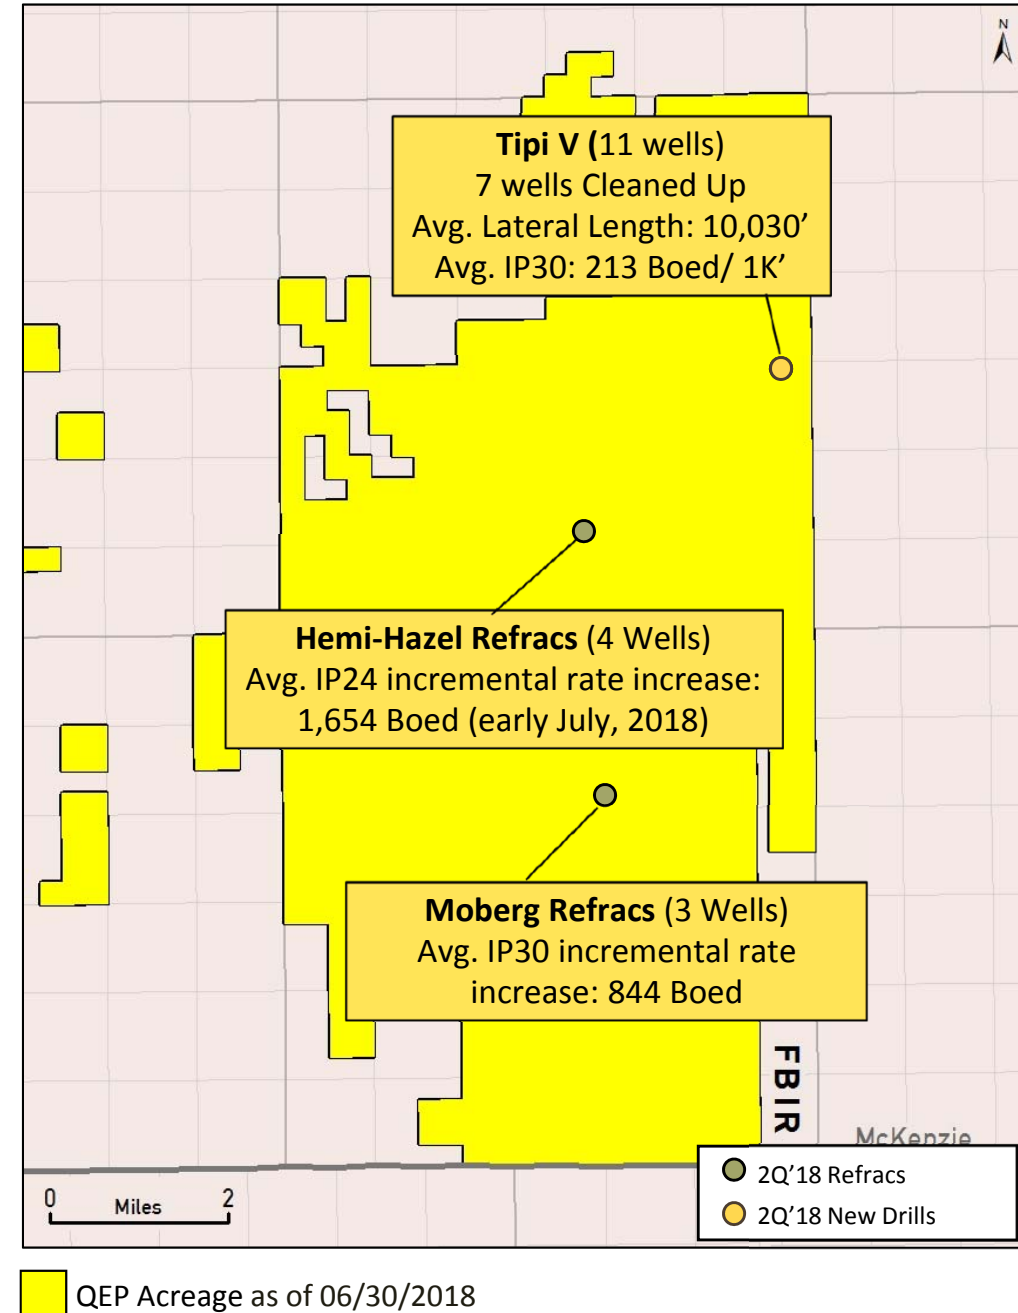 N
Tipi V (11 wells)
7 wells Cleaned Up
Avg. Lateral Length: 10,030’
Avg. IP30: 213 Boed/ 1K’
Hemi-Hazel Refracs (4 Wells)
Avg. IP24 incremental rate increase:
1,654 Boed (early July, 2018)
Moberg Refracs (3 Wells)
Avg. IP30 incremental rate
increase: 844 Boed
FBIR
McKenzie
0 Miles 2
2Q’18 Refracs
2Q’18 New Drills
QEP Acreage as of 06/30/2018